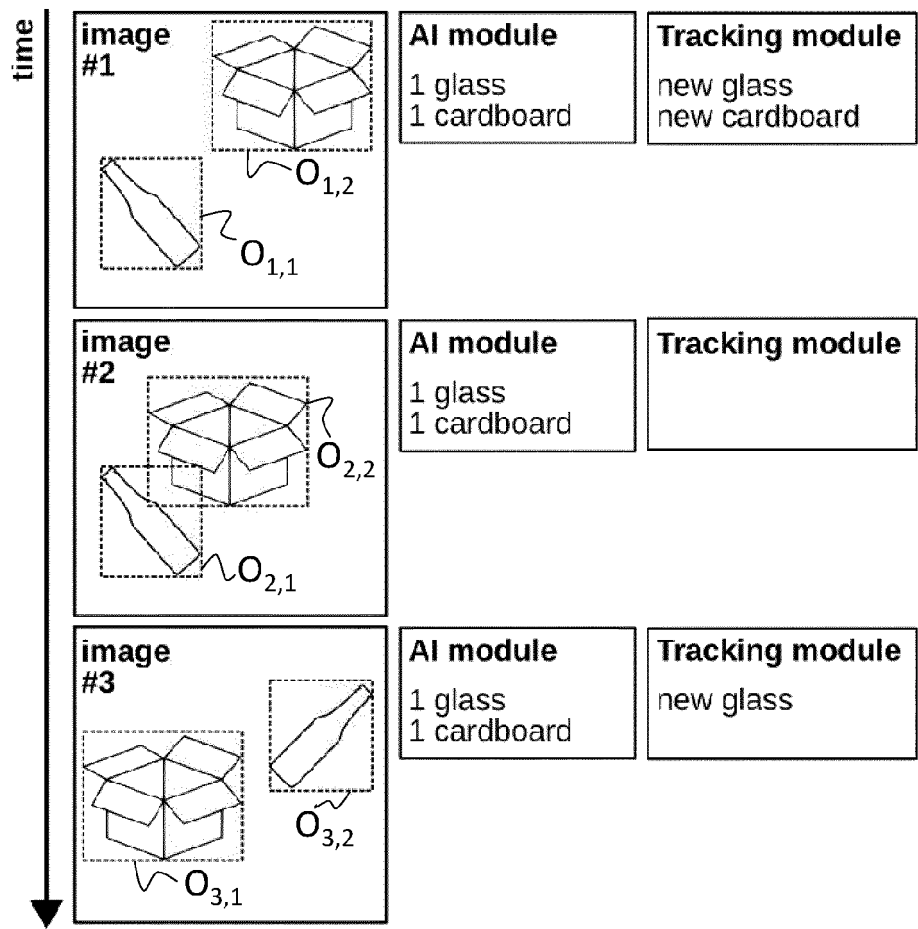 time
image
#1
O1,2
O1,1
AI module
1 glass
1 cardboard
Tracking module
new glass
new cardboard
image
#2
O2,2
O2,1
AI module
1 glass
1 cardboard
Tracking module
image
#3
O3,2
O3,1
AI module
1 glass
1 cardboard
Tracking module
new glass